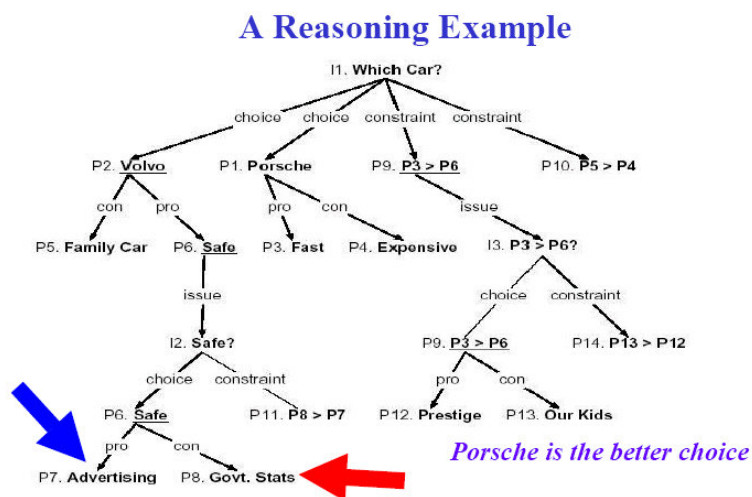 A Reasoning Example
I1. Which Car?
choice choice constraint constraint
P2. Volvo P1. Porsche P9. P3 > P6 P10. P5 > P4
con pro pro con issue
P5. Family Car P6. Safe P3. Fast P4. Expensive I3. P3 > P6?
issue choice constraint
I2. Safe? P9. P3 > P6 P14. P13 > P12
choice constraint pro con
P6. Safe P11. P8 > P7 P12. Prestige P13. Our Kids
pro con
Porsche is the better choice
P7. Advertising P8. Govt. Stats